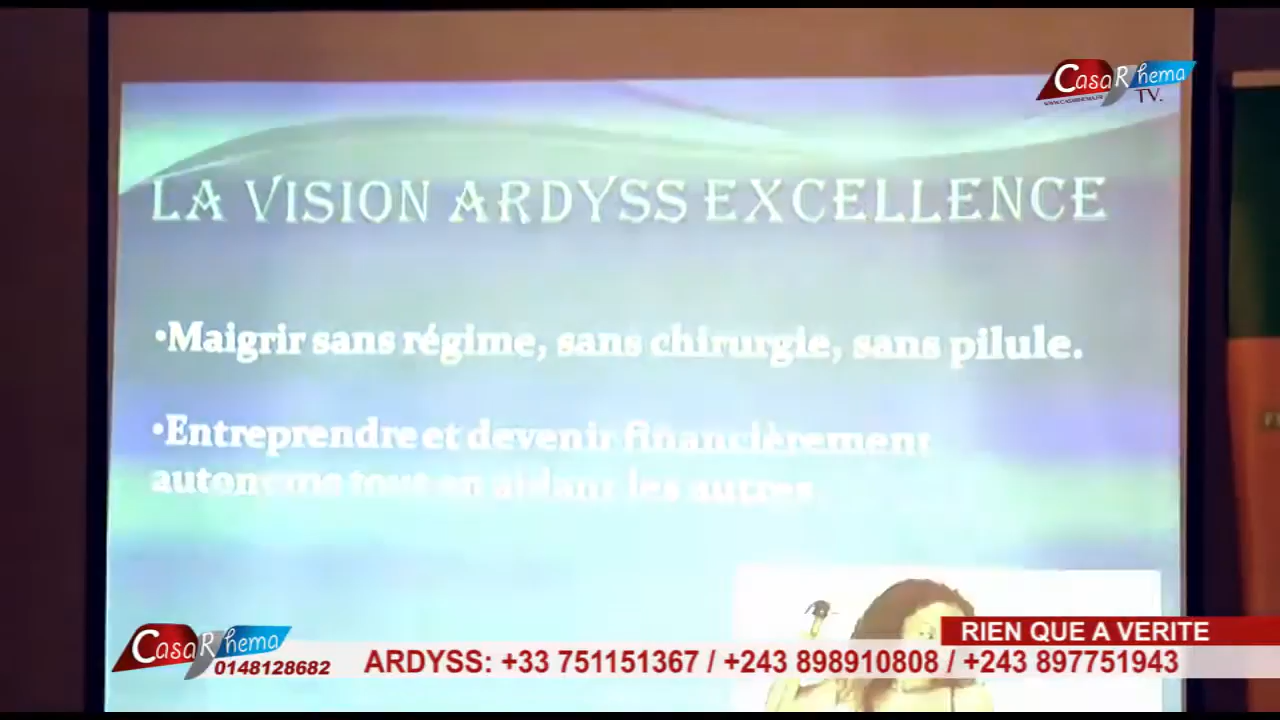 CasaRhema
TV.
LA VISION ARDYSS EXCELLENCE
•Maigrir sans régime, sans chirurgie, sans pilule.
•Entreprendre et devenir financièrement
autonome tout en aidant les autres.
RIEN QUE A VERITE
CasaRhema
0148128682
ARDYSS: +33 751151367 / +243 898910808 / +243 897751943